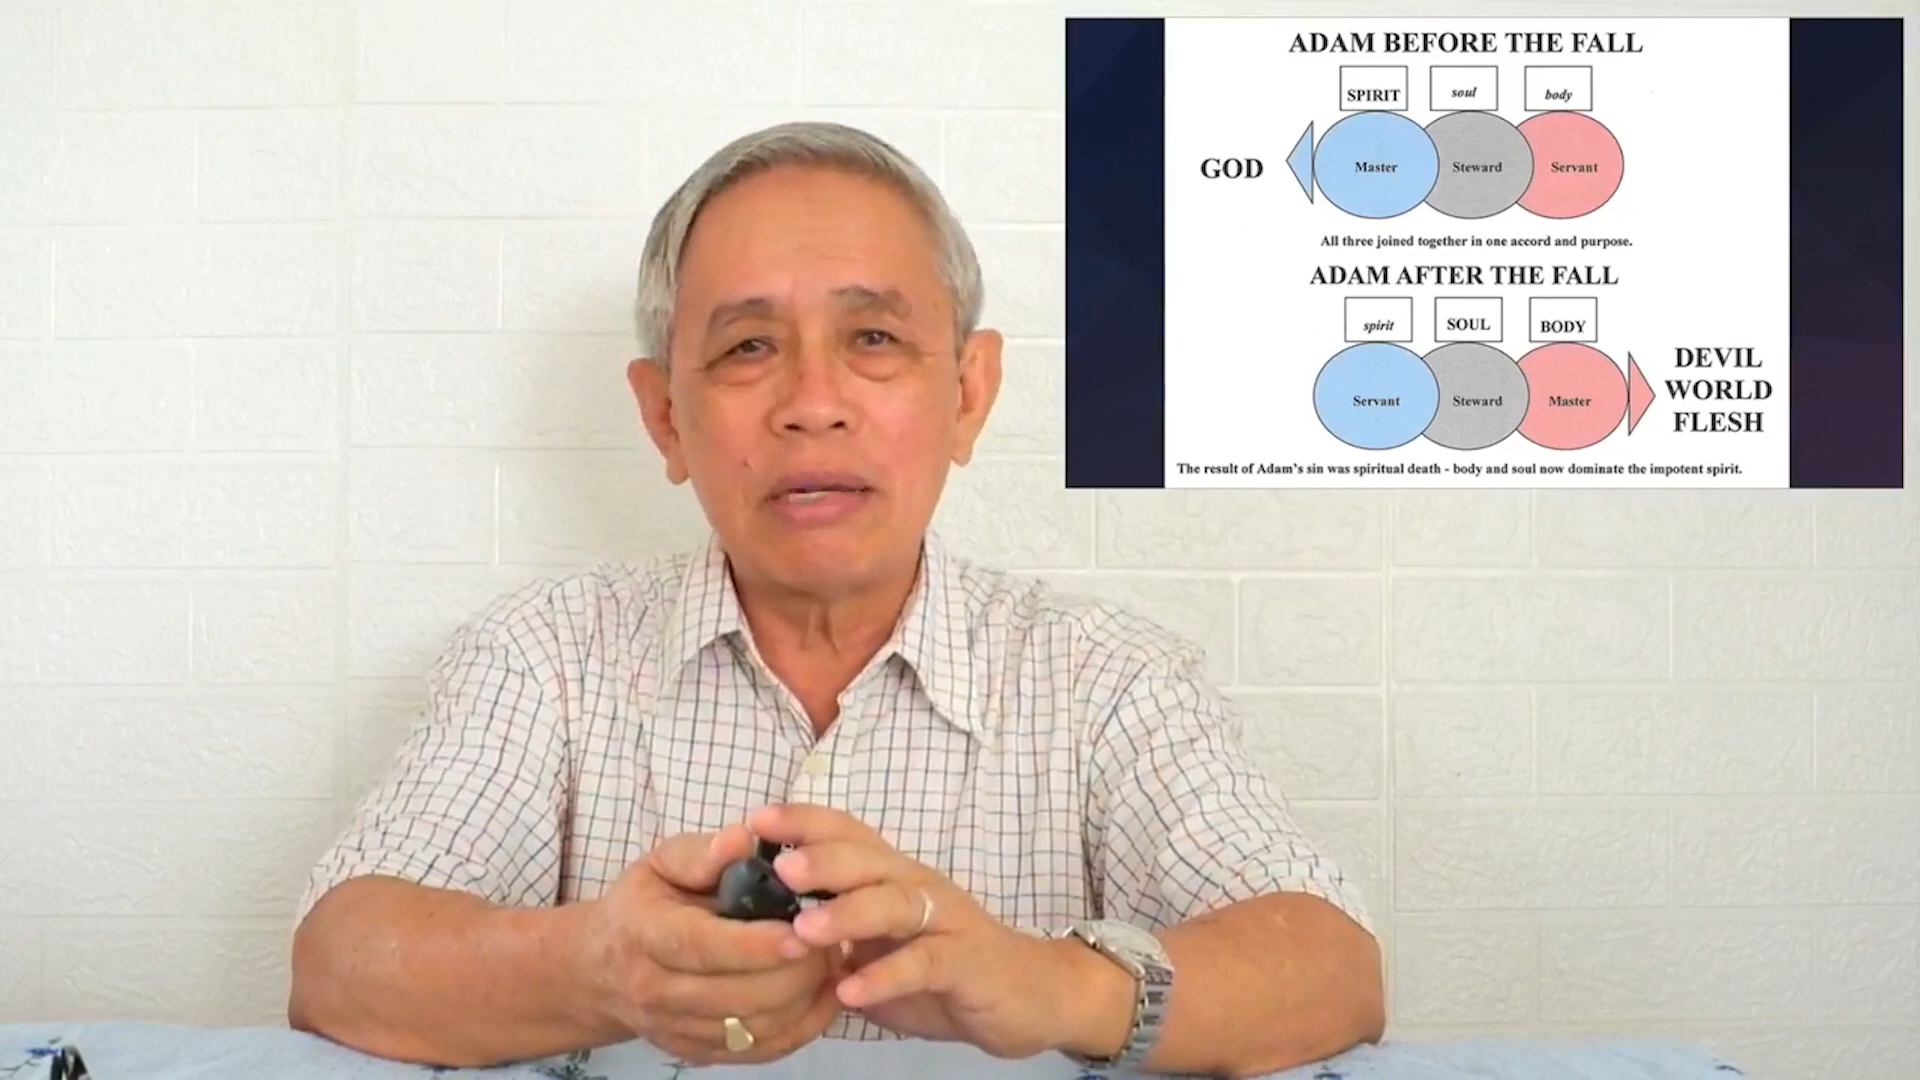 ADAM BEFORE THE FALL
SPIRIT soul body
GOD Master Steward Servant
All three joined together in one accord and purpose.
ADAM AFTER THE FALL
spirit SOUL BODY
Servant Steward Master
DEVIL
WORLD
FLESH
The result of Adam's sin was spiritual death - body and soul now dominate the impotent spirit.